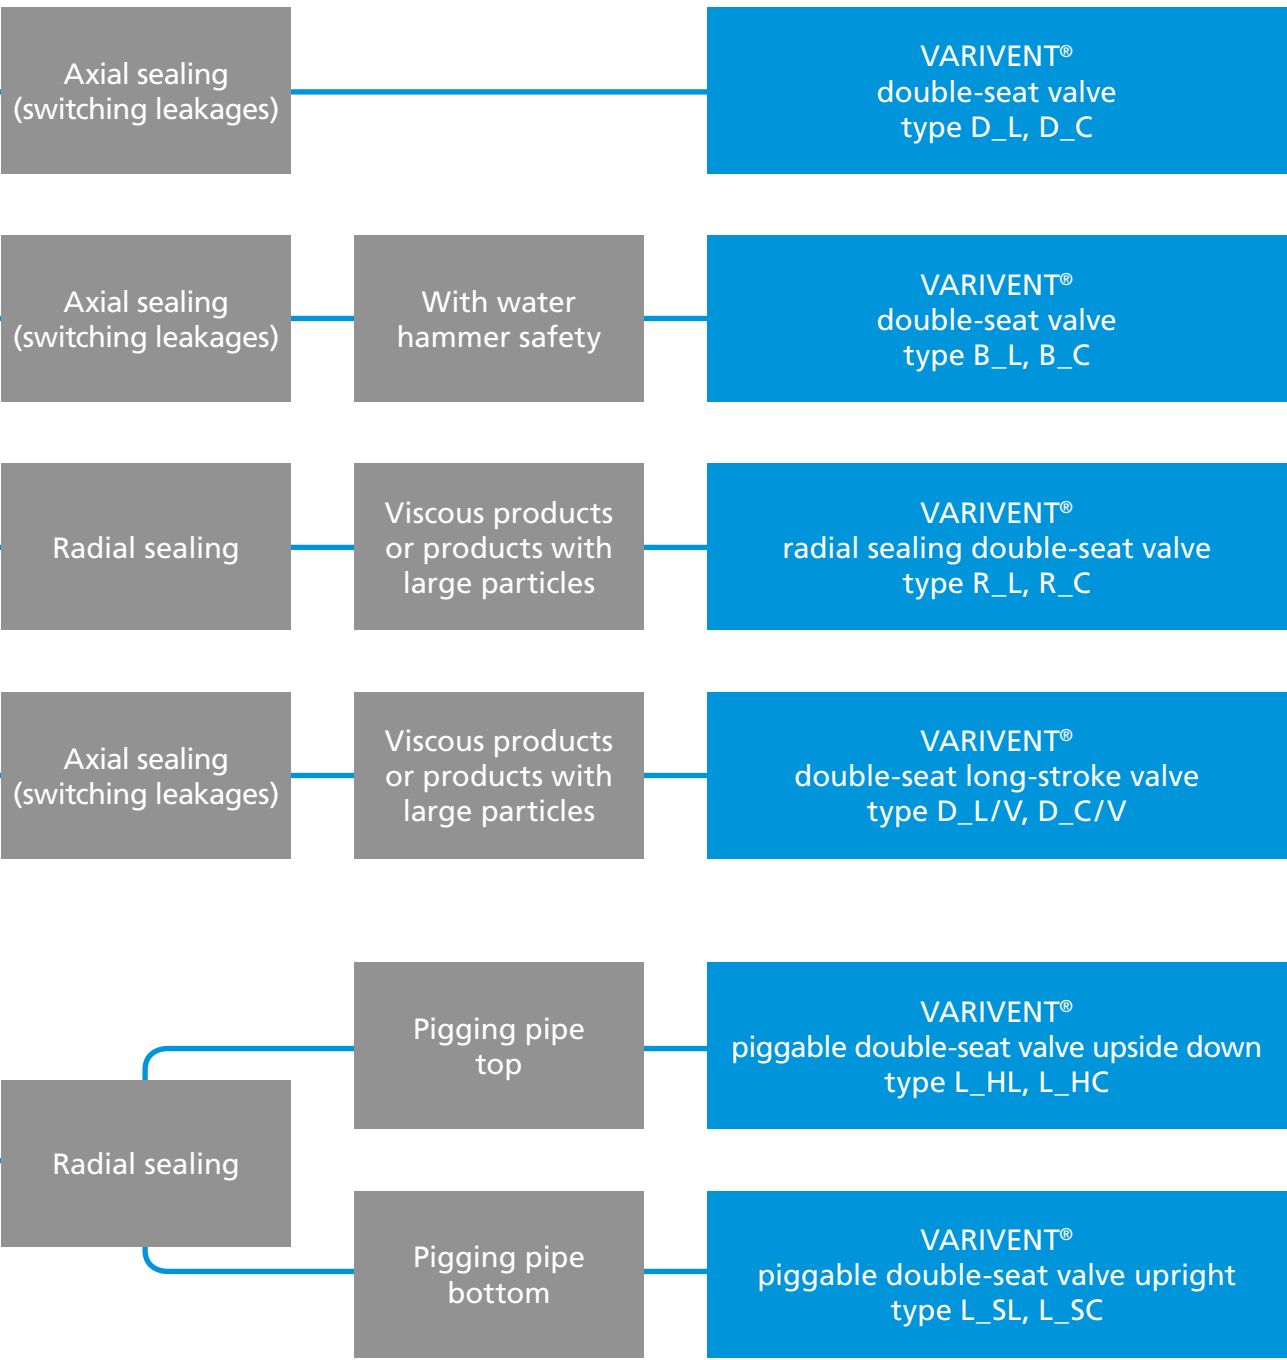 Axial sealing
(switching leakages)
VARIVENT®
double-seat valve
type D_L, D_C
Axial sealing
(switching leakages)
With water
hammer safety
VARIVENT®
double-seat valve
type B_L, B_C
Radial sealing
Viscous products
or products with
large particles
VARIVENT®
radial sealing double-seat valve
type R_L, R_C
Axial sealing
(switching leakages)
Viscous products
or products with
large particles
VARIVENT®
double-seat long-stroke valve
type D_L/V, D_C/V
Radial sealing
Pigging pipe
top
VARIVENT®
piggable double-seat valve upside down
type L_HL, L_HC
Pigging pipe
bottom
VARIVENT®
piggable double-seat valve upright
type L_SL, L_SC